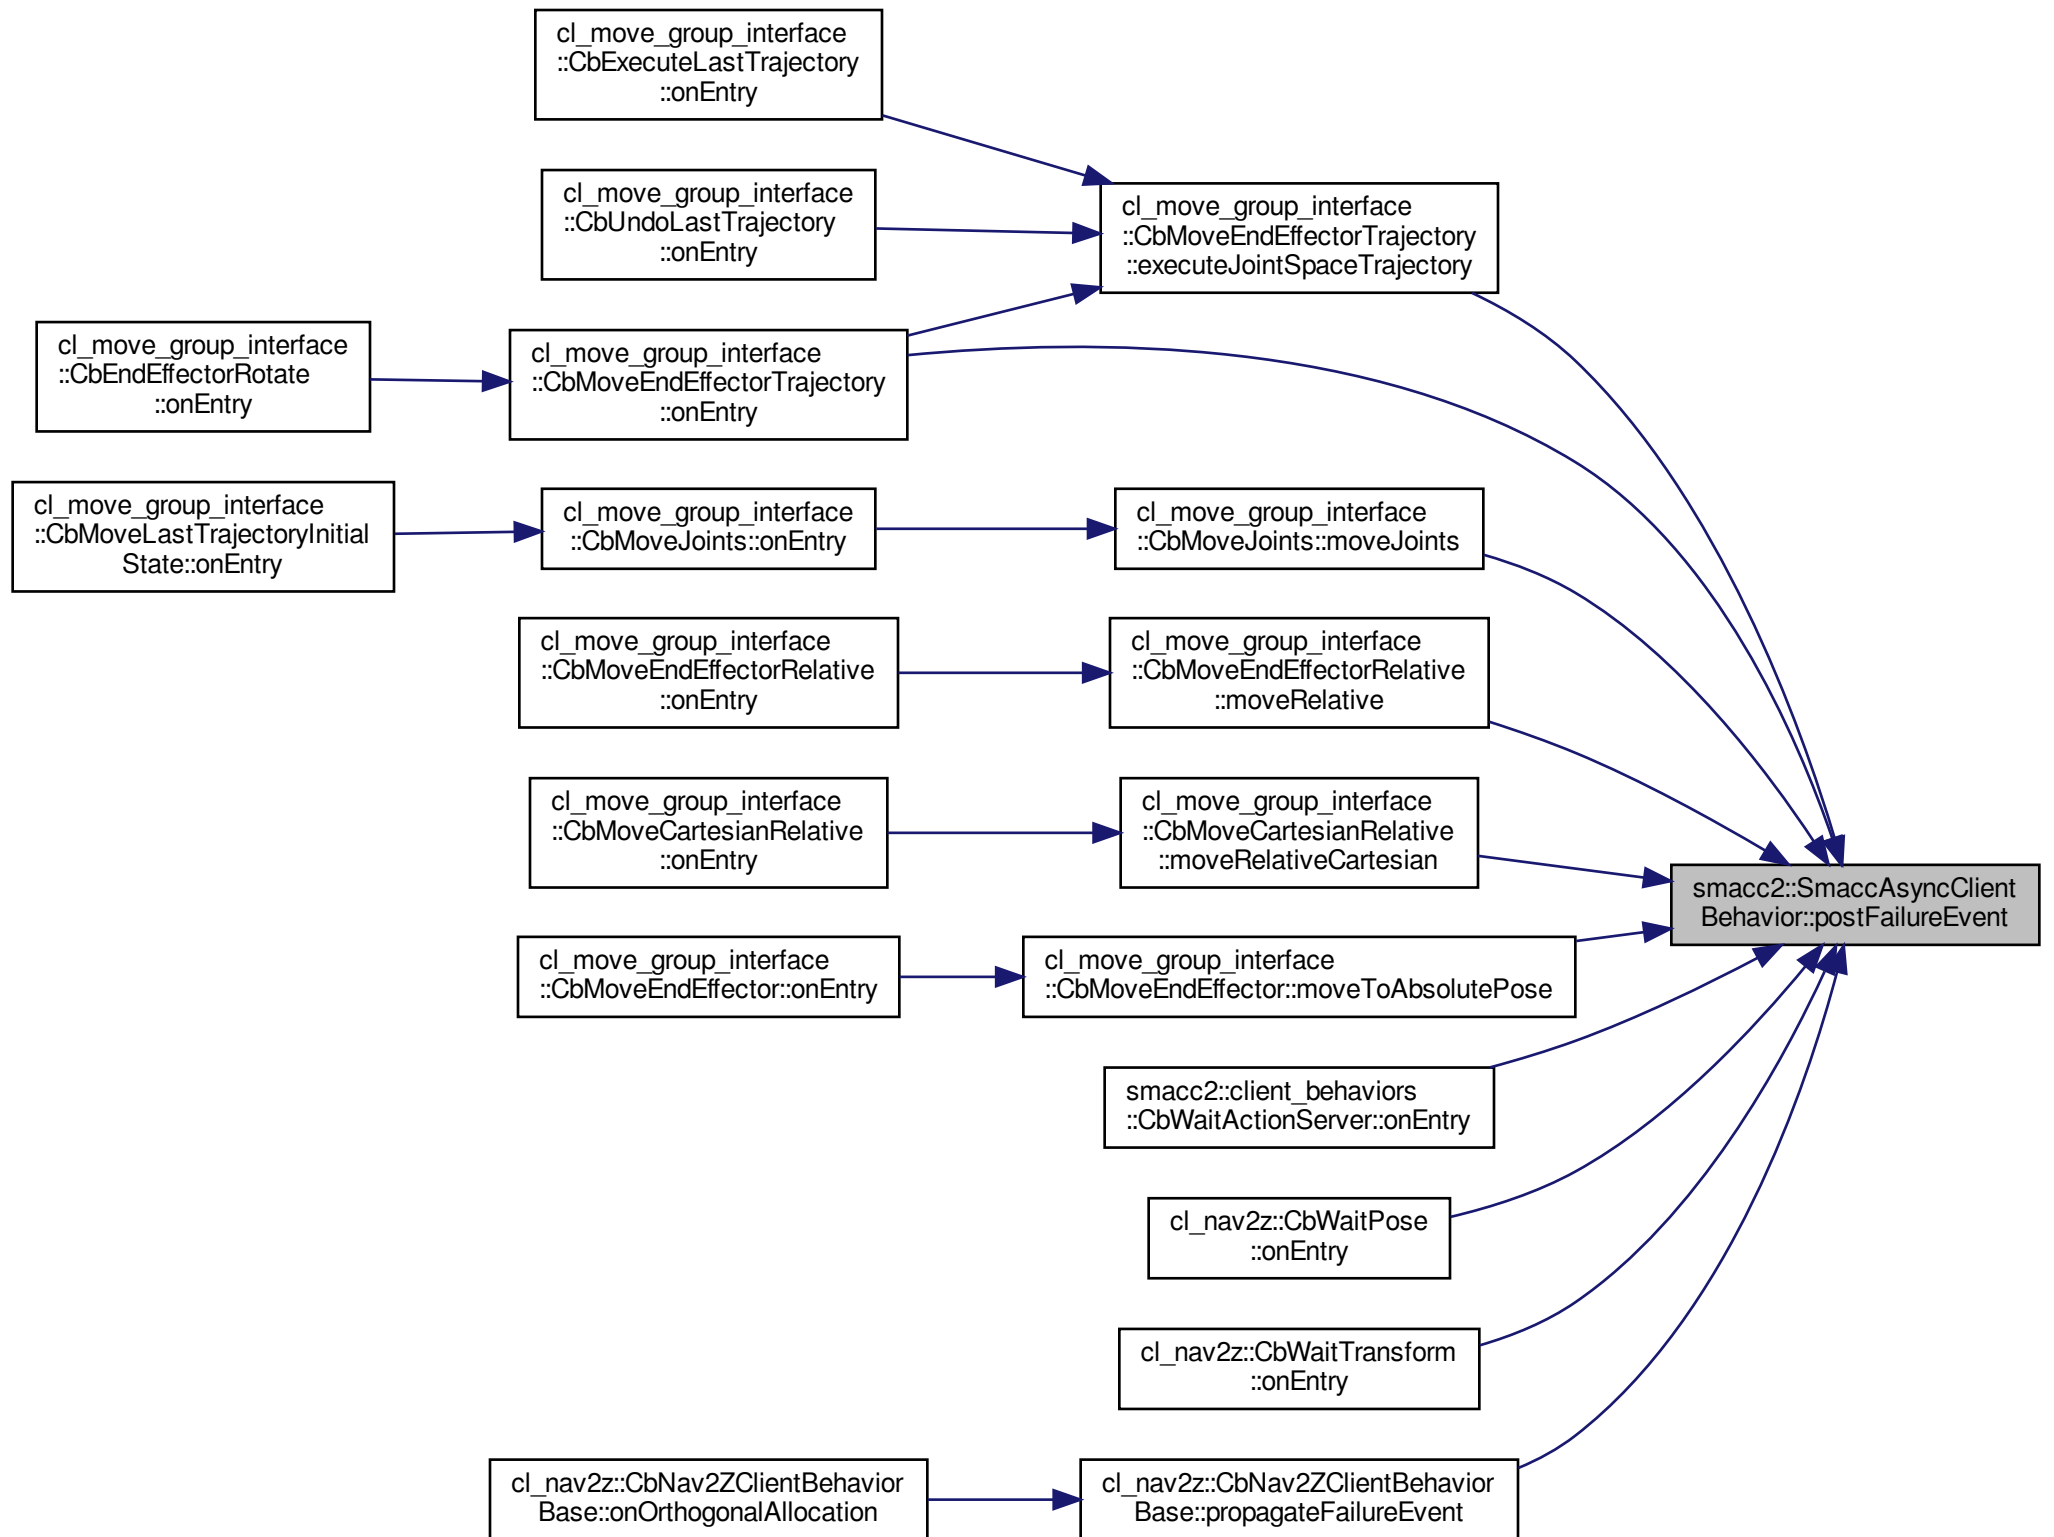 cl_move_group_interface
::CbExecuteLastTrajectory
::onEntry
cl_move_group_interface
::CbUndoLastTrajectory
::onEntry
cl_move_group_interface
::CbMoveEndEffectorTrajectory
::executeJointSpaceTrajectory
cl_move_group_interface
::CbEndEffectorRotate
::onEntry
cl_move_group_interface
::CbMoveEndEffectorTrajectory
::onEntry
cl_move_group_interface
::CbMoveLastTrajectoryInitial
State::onEntry
cl_move_group_interface
::CbMoveJoints::onEntry
cl_move_group_interface
::CbMoveJoints::moveJoints
cl_move_group_interface
::CbMoveEndEffectorRelative
::onEntry
cl_move_group_interface
::CbMoveEndEffectorRelative
::moveRelative
cl_move_group_interface
::CbMoveCartesianRelative
::onEntry
cl_move_group_interface
::CbMoveCartesianRelative
::moveRelativeCartesian
smacc2::SmaccAsyncClient
Behavior::postFailureEvent
cl_move_group_interface
::CbMoveEndEffector::onEntry
cl_move_group_interface
::CbMoveEndEffector::moveToAbsolutePose
smacc2::client_behaviors
::CbWaitActionServer::onEntry
cl_nav2z::CbWaitPose
::onEntry
cl_nav2z::CbWaitTransform
::onEntry
cl_nav2z::CbNav2ZClientBehavior
Base::onOrthogonalAllocation
cl_nav2z::CbNav2ZClientBehavior
Base::propagateFailureEvent